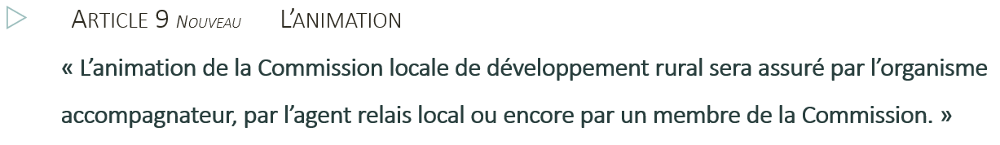 ARTICLE 9 NOUVEAU L’ANIMATION
« L’animation de la Commission locale de développement rural sera assuré par l’organisme
accompagnateur, par l’agent relais local ou encore par un membre de la Commission. »